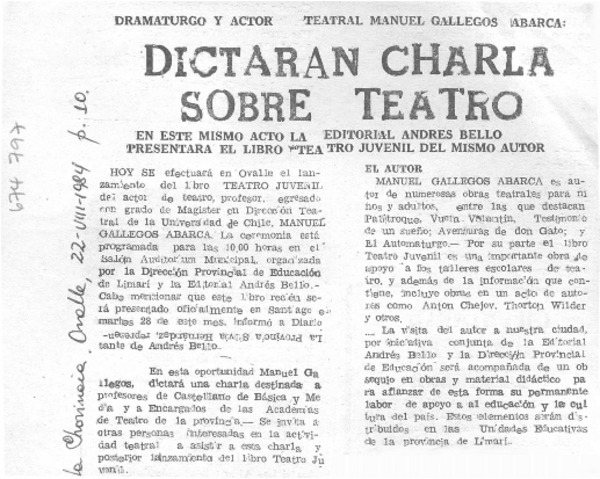 DRAMATURGO Y ACTOR TEATRAL MANUEL GALLEGOS ABARCA:
DICTARAN CHARLA
SOBRE TEATRO
EN ESTE MISMO ACTO LA EDITORIAL ANDRES BELLO
PRESENTARA EL LIBRO "TEA TRO JUVENIL DEL MISMO AUTOR
HOY SE efectuará en Ovalle el lan-
zamiento del libro TEATRO JUVENIL
del actor de teatro, profesor, egresado
con grado de Magister en Dirección Tea-
tral de la Universidad de Chile, MANUEL
GALLEGOS ABARCA. La ceremonia está
programada para las 10,00 horas en el
Salón Auditorium Municipal, organizada
por la Dirección Provincial de Educación
de Limarí y la Editorial Andrés Bello.-
Cabe mencionar que este libro recién será
presentado oficialmente en Santiago el
martes 28 de este mes, informó a Diario
La Provincia Sylvia Hernández, represen-
tante de Andrés Bello.
En esta oportunidad Manuel Ga
llegos, dictará una charla destinada a
profesores de Castellano de Básica y Me
dia y a Encargados de las Academias
de Teatro de la provincia.- Se invita a
otras personas interesadas en la activi
dad teatral a asistir a esta charla y
posterior lanzamiento del libro Teatro Ju
venil.
EL AUTOR
MANUEL GALLEGOS ABARCA es au-
tor de numerosas obras teatrales para ni
ños y adultos, entre las que destacan
Palitroque, Vuela Valentín, Testimonio
de un sueño; Aventuras de don Gato; y
El Automaturgo.- Por su parte el libro
Teatro Juvenil es una importante obra de
apoyo a los talleres escolares de tea-
tro, y además de la información que con-
tiene, incluye obras en un acto de auto-
res como Anton Chejov, Thorton Wilder
y otros.
.... La visita del autor a nuestra ciudad,
por iniciativa conjunta de la Editorial
Andrés Bello y la Dirección Provincial
de Educación será acompañada de un ob
sequio en obras y material didáctico pa
ra afianzar de esta forma su permanente
labor de apoyo a al educación y la cul
tura del país. Estos elementos serán dis-
tribuídos en las Unidades Educativas
de la provincia de Limarí.
La Provincia. Ovalle, 22-VIII-1984 p. 10.